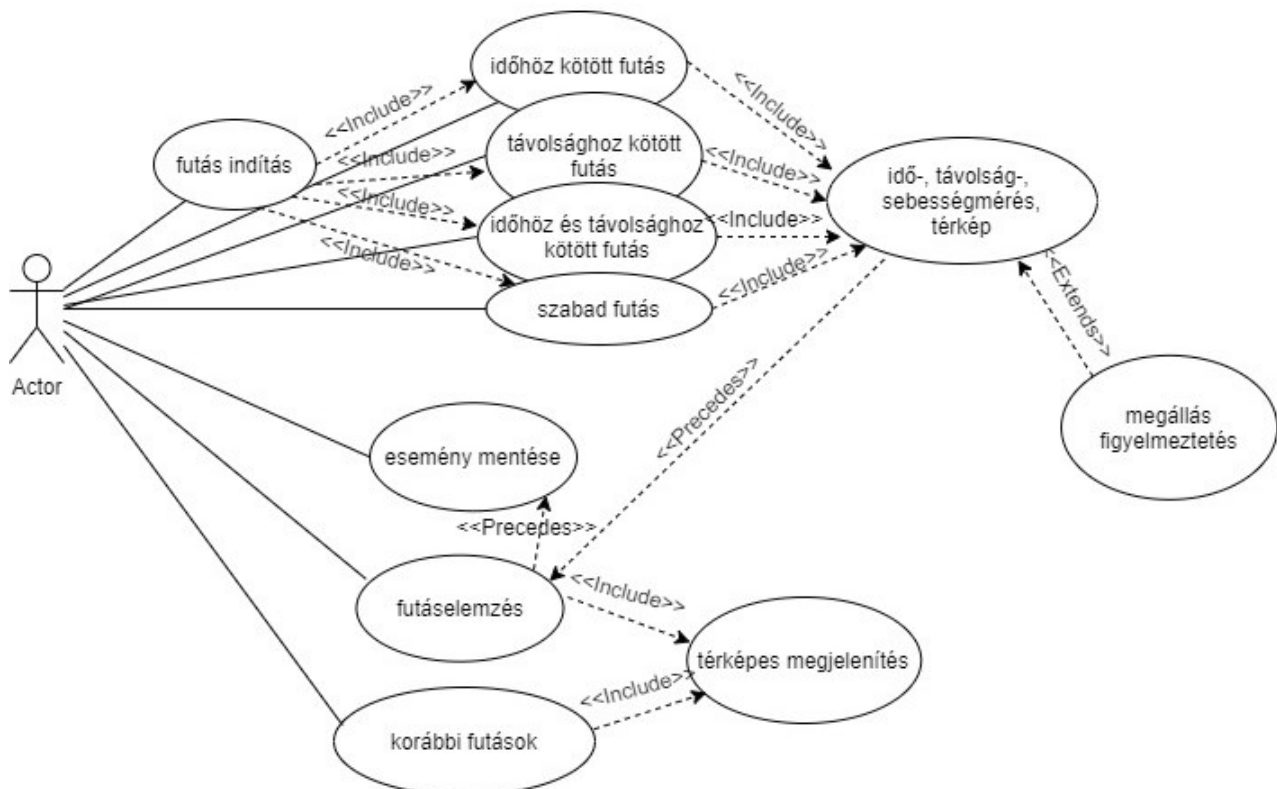 időhöz kötött futás
<<Include>>
<<Include>>
futás indítás
<<Include>>
távolsághoz kötött
futás
<<Include>>
idő-, távolság-,
sebességmérés,
térkép
<<Include>>
időhöz és távolsághoz
kötött futás
<<Include>>
<<Include>>
szabad futás
<<Include>>
<<Extends>>
Actor
<<Precedes>>
megállás
figyelmeztetés
esemény mentése
<<Precedes>>
futáselemzés
<<Include>>
térképes megjelenítés
<<Include>>
korábbi futások